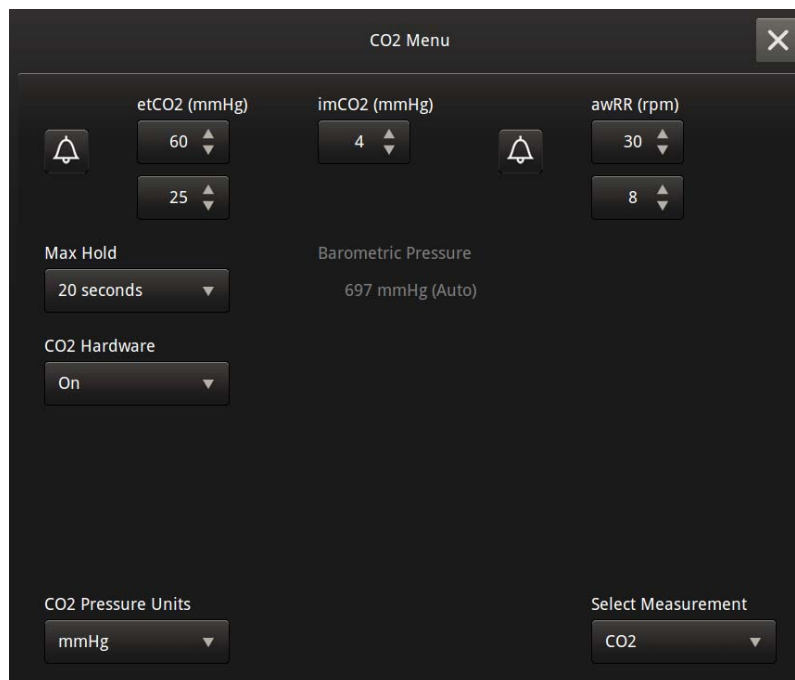 CO2 Menu
etCO2 (mmHg)
imCO2 (mmHg)
awRR (rpm)
60
4
30
25
8
Max Hold
Barometric Pressure
20 seconds
697 mmHg (Auto)
CO2 Hardware
On
CO2 Pressure Units
Select Measurement
mmHg
CO2